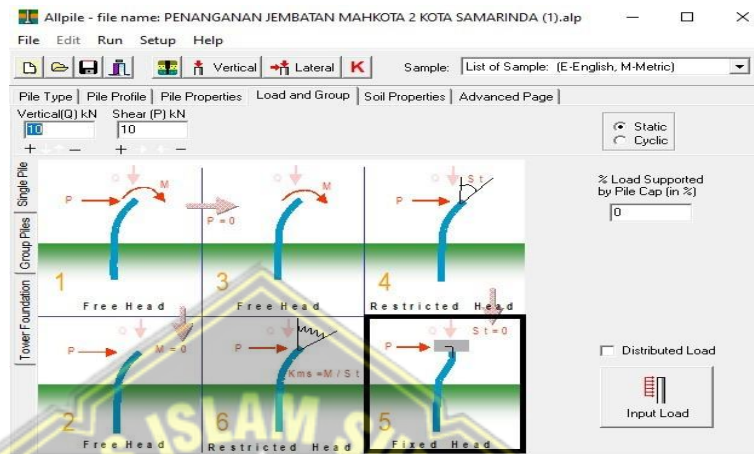 Allpile - file name: PENANGANAN JEMBATAN MAHKOTA 2 KOTA SAMARINDA (1).alp
File Edit Run Setup Help
Vertical Lateral K Sample: List of Sample: (E-English, M-Metric)
Pile Type Pile Profile Pile Properties Load and Group Soil Properties Advanced Page
Vertical(Q) kN Shear (P) kN
10 10
+ - + -
Static
Cyclic
% Load Supported
by Pile Cap (in %)
0
Single Pile
Group Piles
Tower Foundation
Q M P
1
Free Head
P = 0
Q M
3
Free Head
Q St P
4
Restricted Head
Q P M = 0
2
Free Head
Q P
Kms = M / St
6
Restricted Head
Q St = 0
P
5
Fixed Head
Distributed Load
Input Load
ISLAM